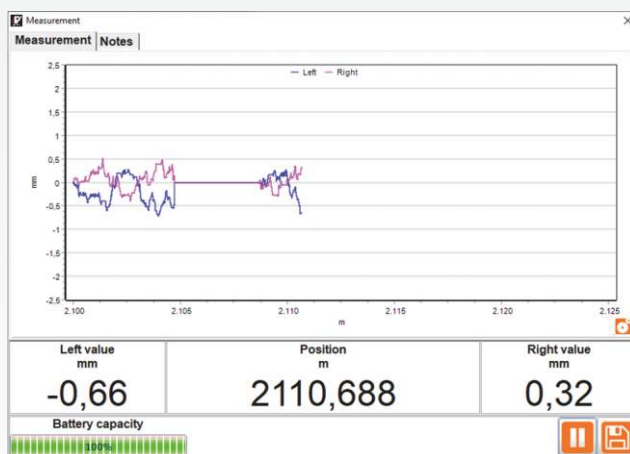 Measurement
Measurement Notes
Left Right
2,5
2
1,5
1
0,5
0
-0,5
-1
-1,5
-2
-2,5
mm
2.100 2.105 2.110 2.115 2.120 2.125
m
Left value
mm
-0,66
Position
m
2110,688
Right value
mm
0,32
Battery capacity
100%